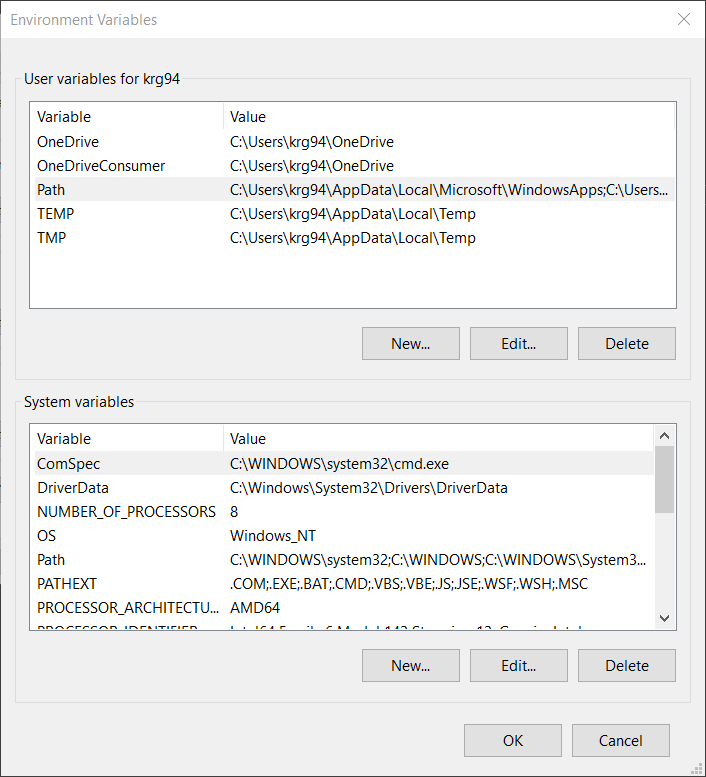 Environment Variables
User variables for krg94
Variable Value
OneDrive C:\Users\krg94\OneDrive
OneDriveConsumer C:\Users\krg94\OneDrive
Path C:\Users\krg94\AppData\Local\Microsoft\WindowsApps;C:\Users...
TEMP C:\Users\krg94\AppData\Local\Temp
TMP C:\Users\krg94\AppData\Local\Temp
New... Edit... Delete
System variables
Variable Value
ComSpec C:\WINDOWS\system32\cmd.exe
DriverData C:\Windows\System32\Drivers\DriverData
NUMBER_OF_PROCESSORS 8
OS Windows_NT
Path C:\WINDOWS\system32;C:\WINDOWS;C:\WINDOWS\System3...
PATHEXT .COM;.EXE;.BAT;.CMD;.VBS;.VBE;.JS;.JSE;.WSF;.WSH;.MSC
PROCESSOR_ARCHITECTU... AMD64
New... Edit... Delete
OK Cancel